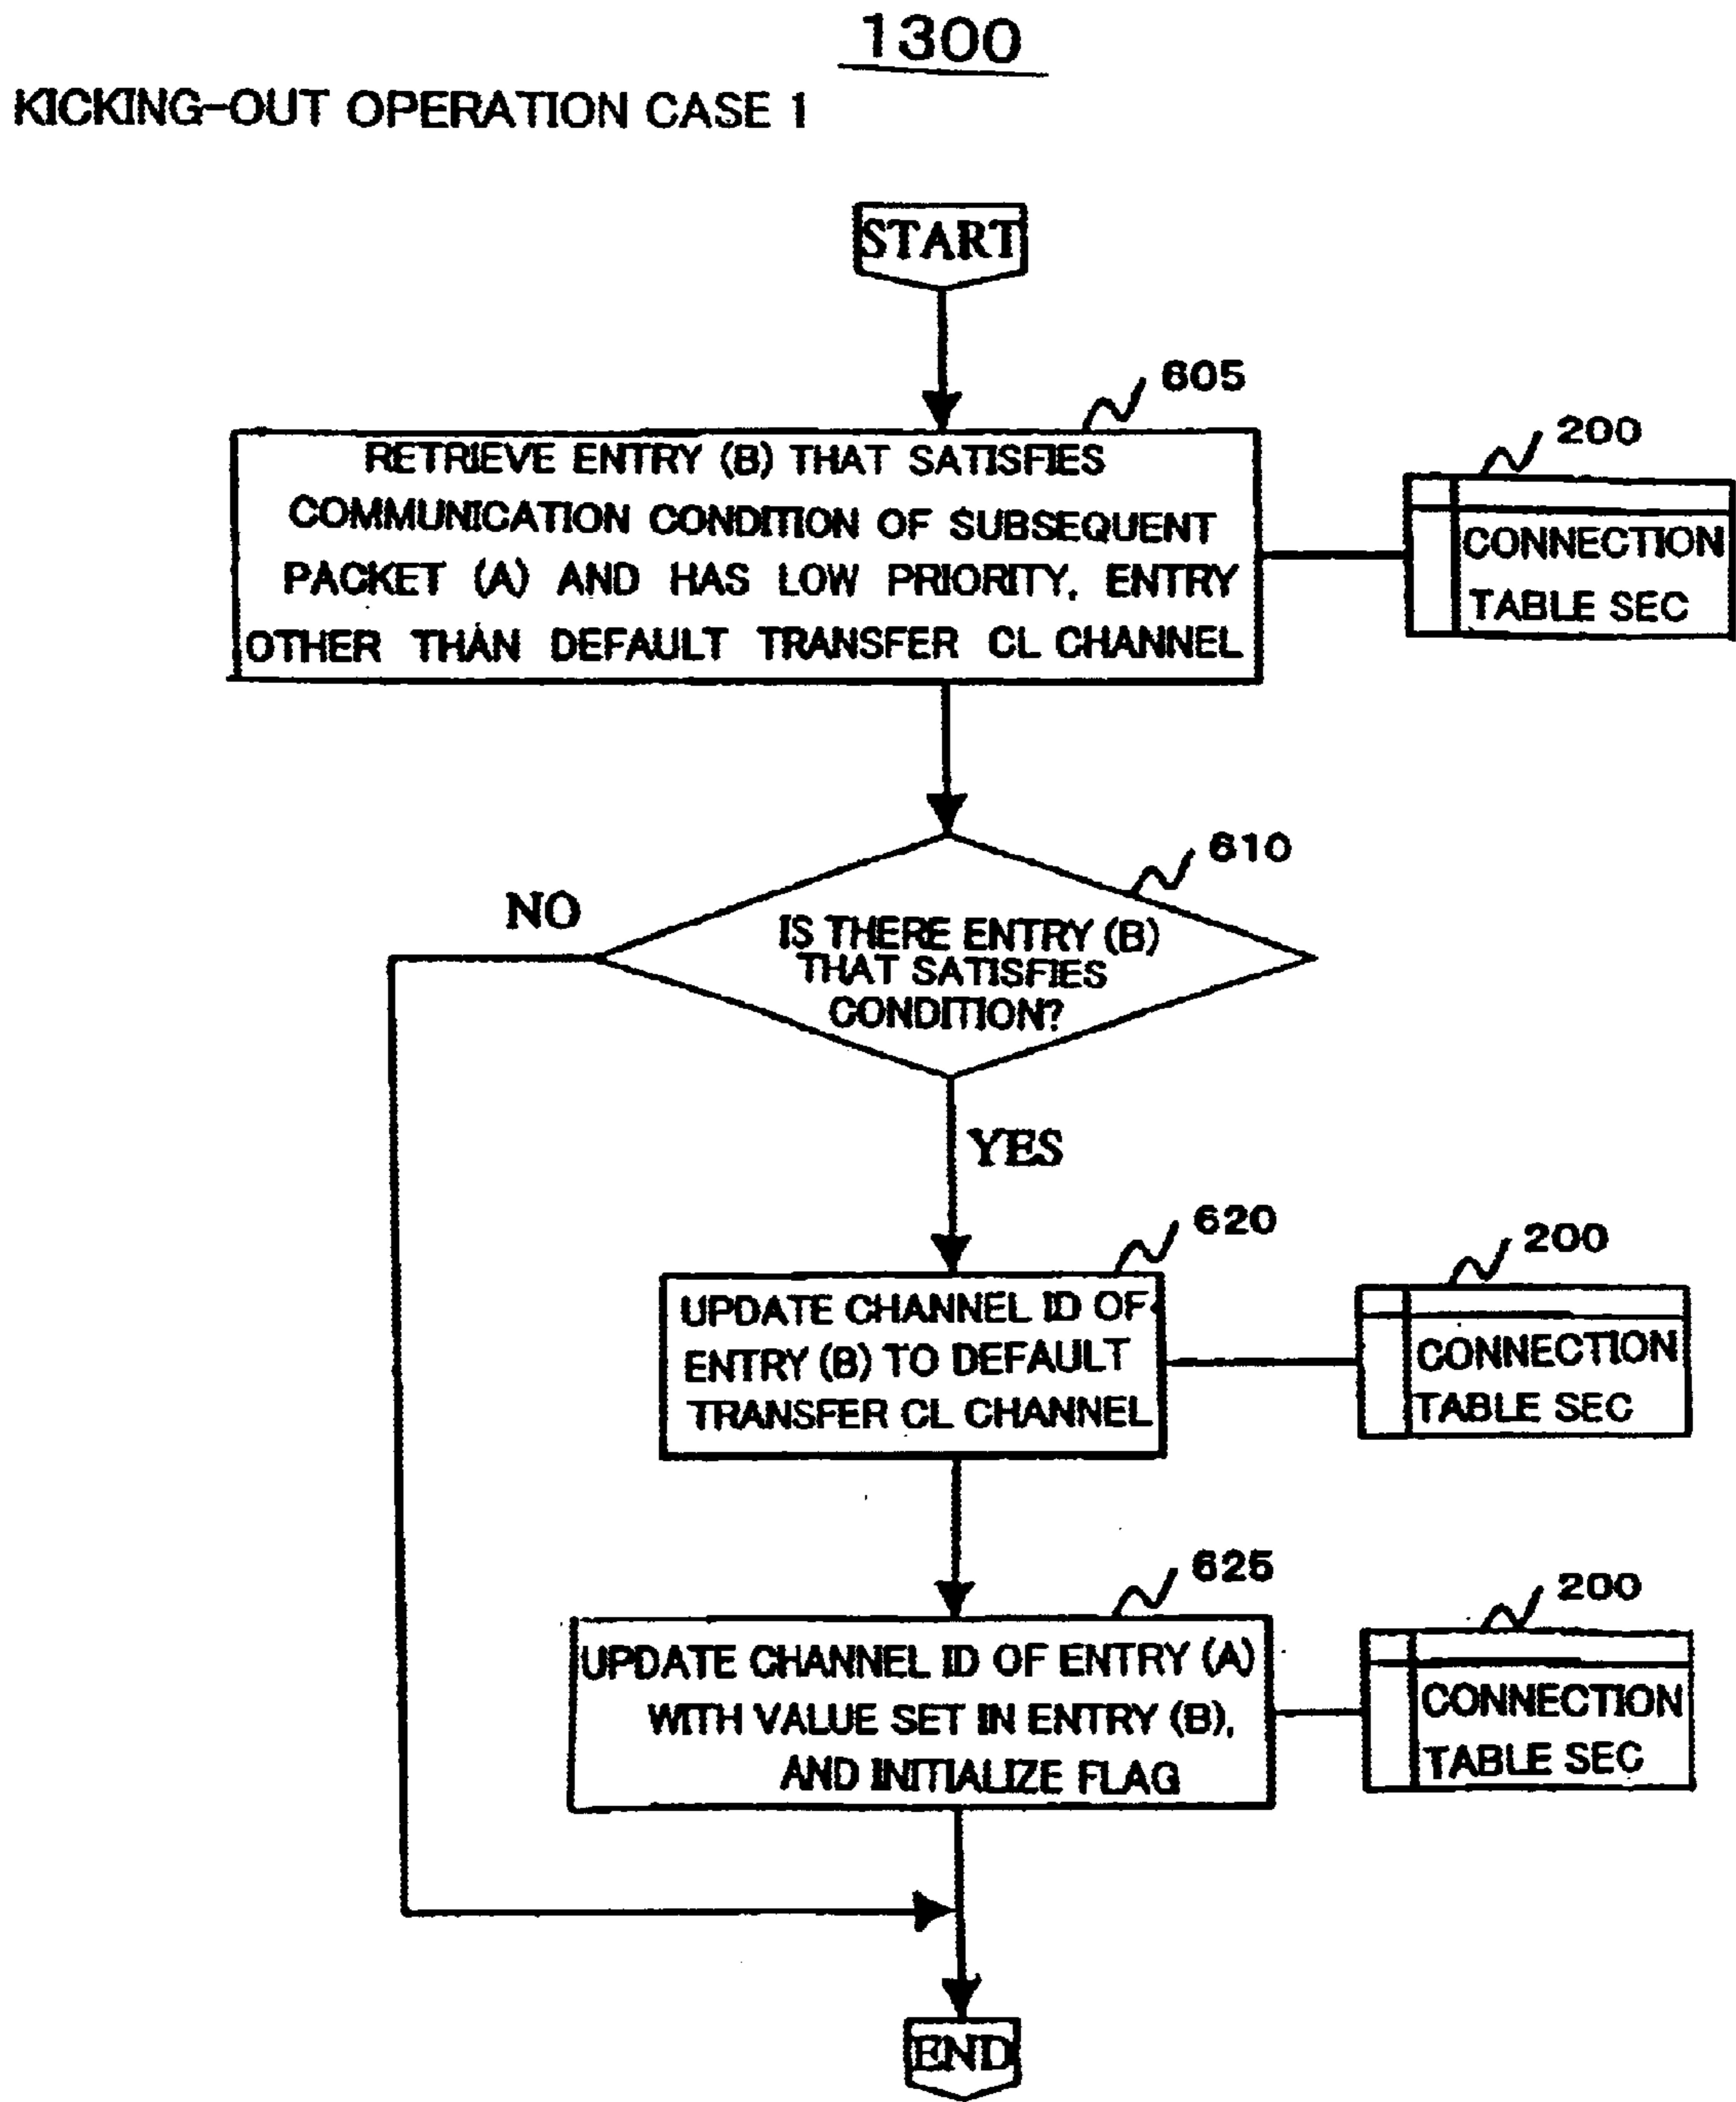 1300
KICKING-OUT OPERATION CASE 1
START
605
RETRIEVE ENTRY (B) THAT SATISFIES
COMMUNICATION CONDITION OF SUBSEQUENT
PACKET (A) AND HAS LOW PRIORITY, ENTRY
OTHER THAN DEFAULT TRANSFER CL CHANNEL
200
CONNECTION
TABLE SEC
610
NO
IS THERE ENTRY (B)
THAT SATISFIES
CONDITION?
YES
620
UPDATE CHANNEL ID OF
ENTRY (B) TO DEFAULT
TRANSFER CL CHANNEL
200
CONNECTION
TABLE SEC
625
UPDATE CHANNEL ID OF ENTRY (A)
WITH VALUE SET IN ENTRY (B),
AND INITIALIZE FLAG
200
CONNECTION
TABLE SEC
END